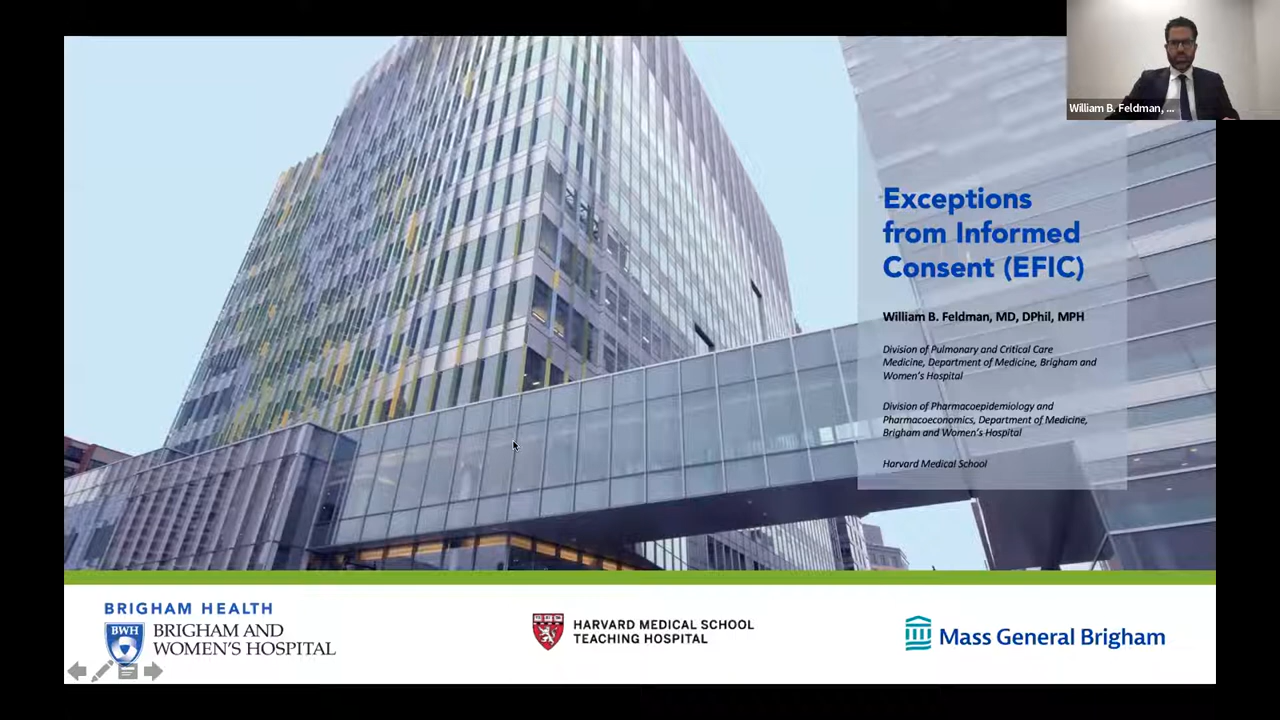 William B. Feldman, ...
Exceptions
from Informed
Consent (EFIC)
William B. Feldman, MD, DPhil, MPH
Division of Pulmonary and Critical Care
Medicine, Department of Medicine, Brigham and
Women's Hospital
Division of Pharmacoepidemiology and
Pharmacoeconomics, Department of Medicine,
Brigham and Women's Hospital
Harvard Medical School
BRIGHAM HEALTH
BWH
BRIGHAM AND
WOMEN'S HOSPITAL
HARVARD MEDICAL SCHOOL
TEACHING HOSPITAL
Mass General Brigham